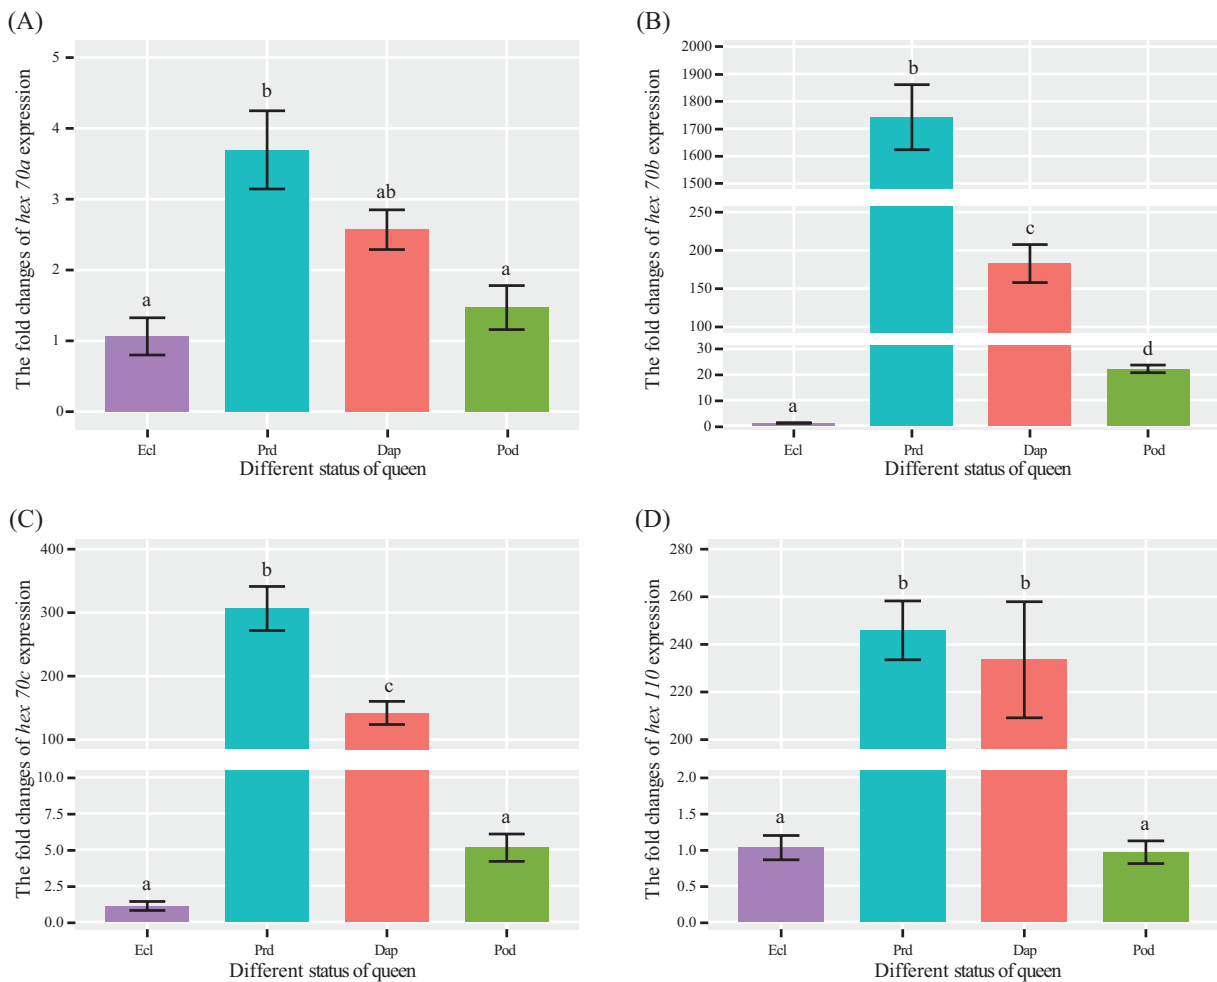 (A)
The fold changes of hex 70a expression
5
4
3
2
1
0
a
b
ab
a
Ecl
Prd
Dap
Pod
Different status of queen
(B)
The fold changes of hex 70b expression
2000
1900
1800
1700
1600
1500
250
200
150
100
30
20
10
0
a
b
c
d
Ecl
Prd
Dap
Pod
Different status of queen
(C)
The fold changes of hex 70c expression
400
300
200
100
10.0
7.5
5.0
2.5
0.0
a
b
c
a
Ecl
Prd
Dap
Pod
Different status of queen
(D)
The fold changes of hex 110 expression
280
260
240
220
200
2.0
1.5
1.0
0.5
0.0
a
b
b
a
Ecl
Prd
Dap
Pod
Different status of queen